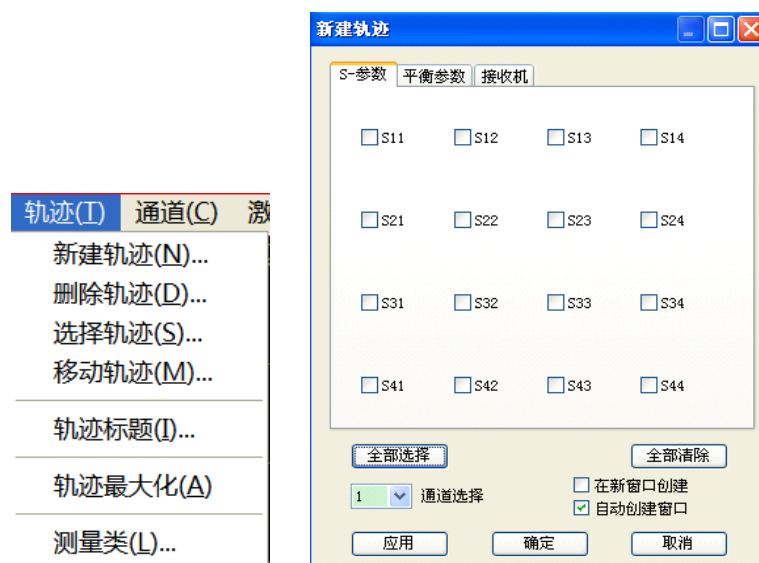 轨迹(T) 通道(C) 激
新建轨迹(N)...
删除轨迹(D)...
选择轨迹(S)...
移动轨迹(M)...
轨迹标题(I)...
轨迹最大化(A)
测量类(L)...
新建轨迹
S-参数 平衡参数 接收机
S11 S12 S13 S14
S21 S22 S23 S24
S31 S32 S33 S34
S41 S42 S43 S44
全部选择 全部清除
1 通道选择 在新窗口创建
自动创建窗口
应用 确定 取消